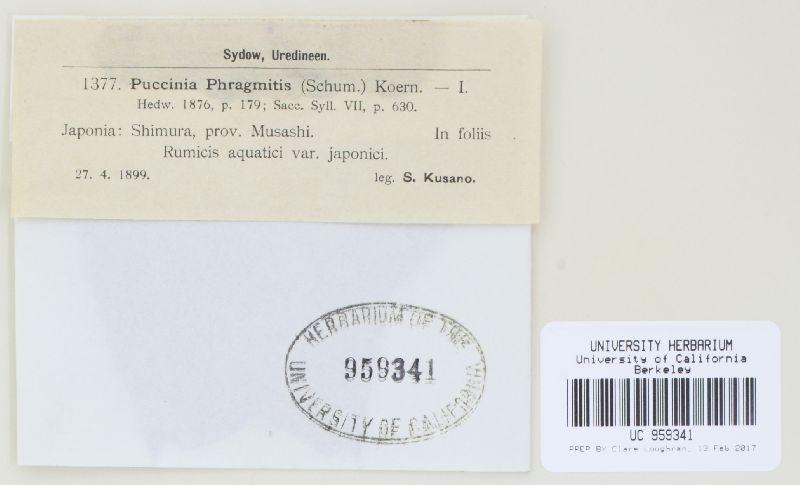 Sydow, Uredineen.
1377. Puccinia Phragmitis (Schum.) Koern. — I.
Hedw. 1876, p. 179; Sacc. Syll. VII, p. 630.
Japonia: Shimura, prov. Musashi. In foliis
Rumicis aquatici var. japonici.
27. 4. 1899. leg. S. Kusano.
HERBARIUM OF THE
959341
UNIVERSITY OF CALIFORNIA
UNIVERSITY HERBARIUM
University of California
Berkeley
UC 959341
PREP BY Clare Loughran, 13 Feb 2017